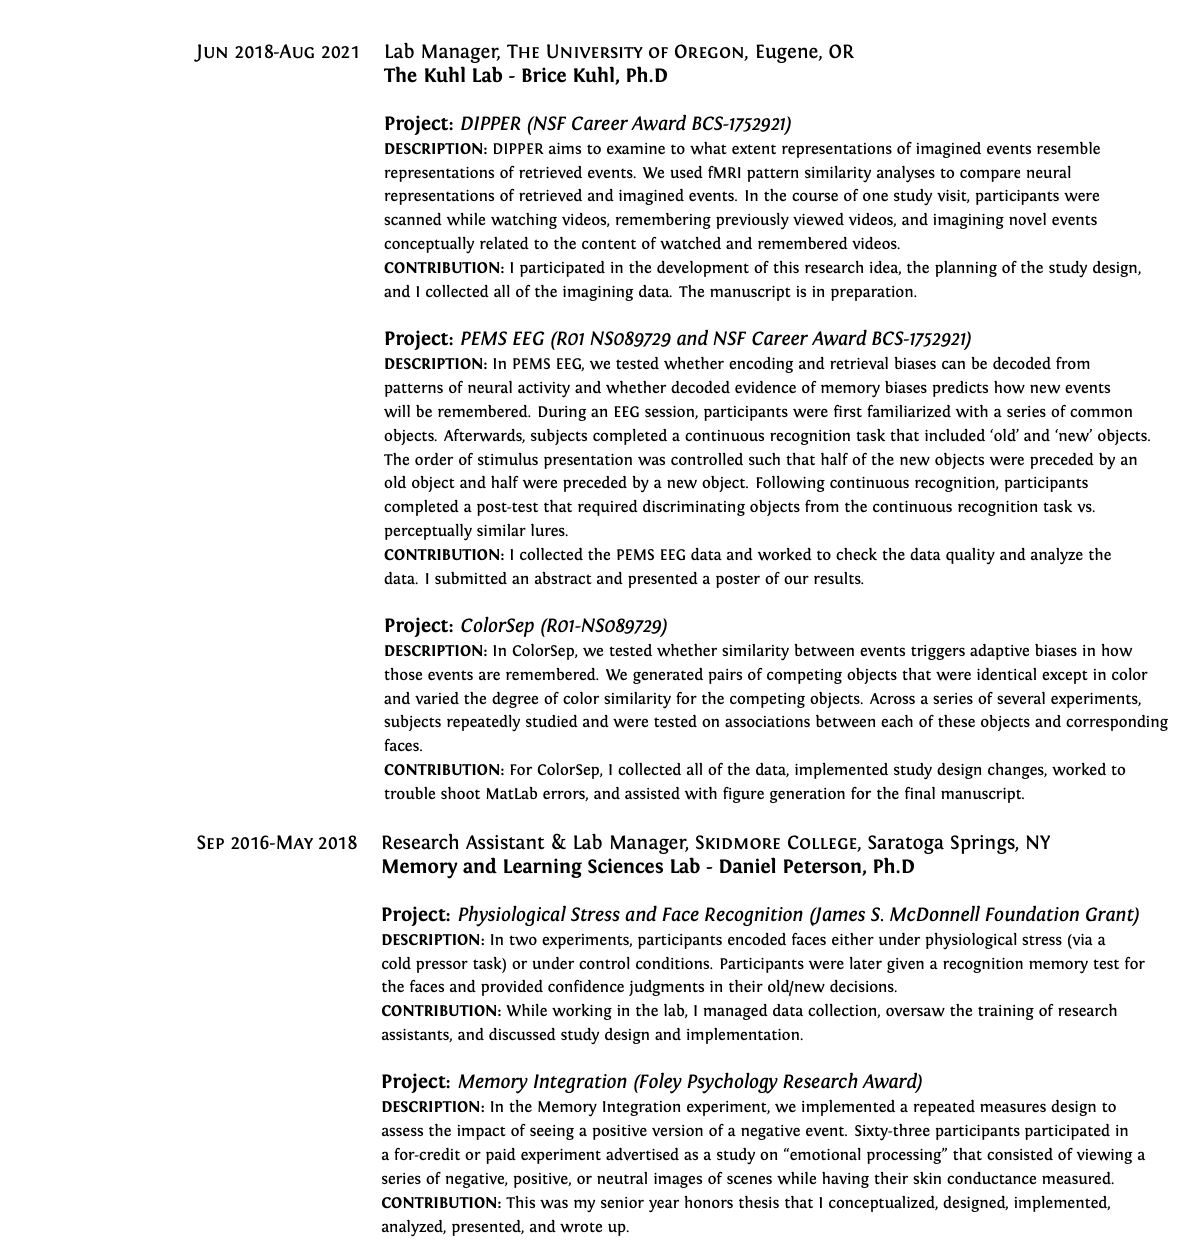 Jun 2018-Aug 2021 Lab Manager, The University of Oregon, Eugene, OR
The Kuhl Lab - Brice Kuhl, Ph.D
Project: DIPPER (NSF Career Award BCS-1752921)
DESCRIPTION: DIPPER aims to examine to what extent representations of imagined events resemble
representations of retrieved events. We used fMRI pattern similarity analyses to compare neural
representations of retrieved and imagined events. In the course of one study visit, participants were
scanned while watching videos, remembering previously viewed videos, and imagining novel events
conceptually related to the content of watched and remembered videos.
CONTRIBUTION: I participated in the development of this research idea, the planning of the study design,
and I collected all of the imagining data. The manuscript is in preparation.
Project: PEMS EEG (R01 NS089729 and NSF Career Award BCS-1752921)
DESCRIPTION: In PEMS EEG, we tested whether encoding and retrieval biases can be decoded from
patterns of neural activity and whether decoded evidence of memory biases predicts how new events
will be remembered. During an EEG session, participants were first familiarized with a series of common
objects. Afterwards, subjects completed a continuous recognition task that included ‘old’ and ‘new’ objects.
The order of stimulus presentation was controlled such that half of the new objects were preceded by an
old object and half were preceded by a new object. Following continuous recognition, participants
completed a post-test that required discriminating objects from the continuous recognition task vs.
perceptually similar lures.
CONTRIBUTION: I collected the PEMS EEG data and worked to check the data quality and analyze the
data. I submitted an abstract and presented a poster of our results.
Project: ColorSep (R01-NS089729)
DESCRIPTION: In ColorSep, we tested whether similarity between events triggers adaptive biases in how
those events are remembered. We generated pairs of competing objects that were identical except in color
and varied the degree of color similarity for the competing objects. Across a series of several experiments,
subjects repeatedly studied and were tested on associations between each of these objects and corresponding
faces.
CONTRIBUTION: For ColorSep, I collected all of the data, implemented study design changes, worked to
trouble shoot MatLab errors, and assisted with figure generation for the final manuscript.
Sep 2016-May 2018 Research Assistant & Lab Manager, Skidmore College, Saratoga Springs, NY
Memory and Learning Sciences Lab - Daniel Peterson, Ph.D
Project: Physiological Stress and Face Recognition (James S. McDonnell Foundation Grant)
DESCRIPTION: In two experiments, participants encoded faces either under physiological stress (via a
cold pressor task) or under control conditions. Participants were later given a recognition memory test for
the faces and provided confidence judgments in their old/new decisions.
CONTRIBUTION: While working in the lab, I managed data collection, oversaw the training of research
assistants, and discussed study design and implementation.
Project: Memory Integration (Foley Psychology Research Award)
DESCRIPTION: In the Memory Integration experiment, we implemented a repeated measures design to
assess the impact of seeing a positive version of a negative event. Sixty-three participants participated in
a for-credit or paid experiment advertised as a study on “emotional processing” that consisted of viewing a
series of negative, positive, or neutral images of scenes while having their skin conductance measured.
CONTRIBUTION: This was my senior year honors thesis that I conceptualized, designed, implemented,
analyzed, presented, and wrote up.